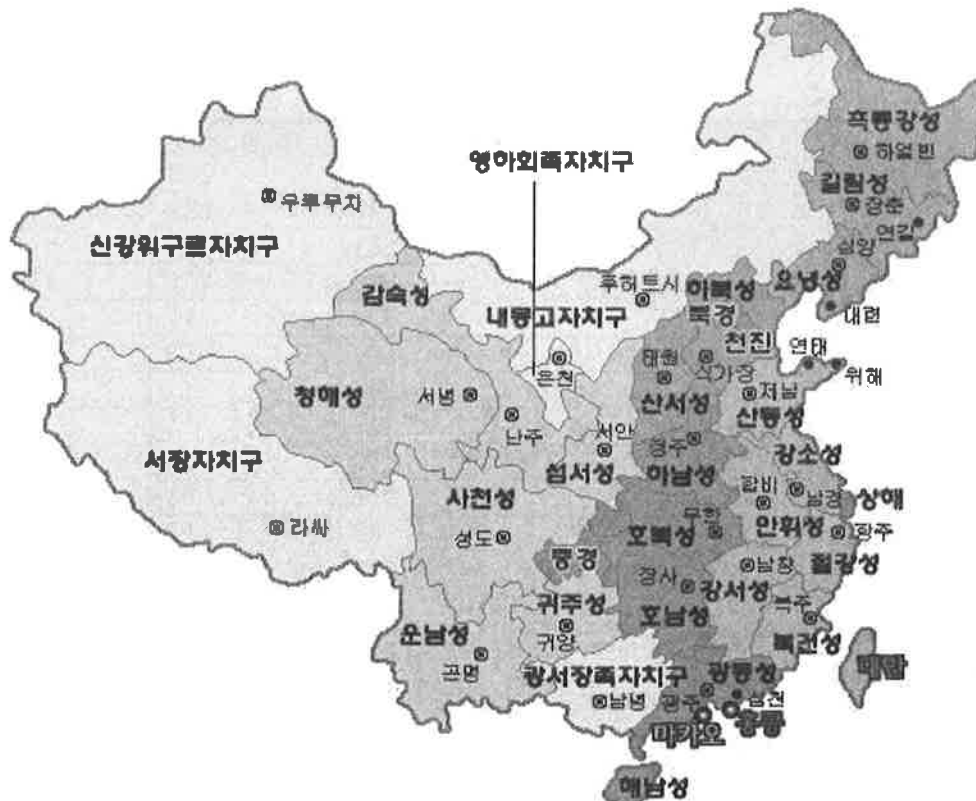 흑룡강성
하얼빈
영하회족자치구
길림성
장춘
우루무치
연길
심양
신강위구르자치구
요녕성
후허트시
하북성
감숙성
북경
대련
내몽고자치구
천진
연태
태원
석가장
위해
은천
청해성
서녕
제남
산서성
산동성
난주
서안
정주
강소성
서장자치구
섬서성
하남성
사천성
합비
남경
상해
라싸
무한
안휘성
항주
성도
호북성
중경
남창
절강성
장사
강서성
귀주성
호남성
복주
운남성
귀양
복건성
곤명
광서장족자치구
광동성
남녕
광주
심천
홍콩
마카오
해남성